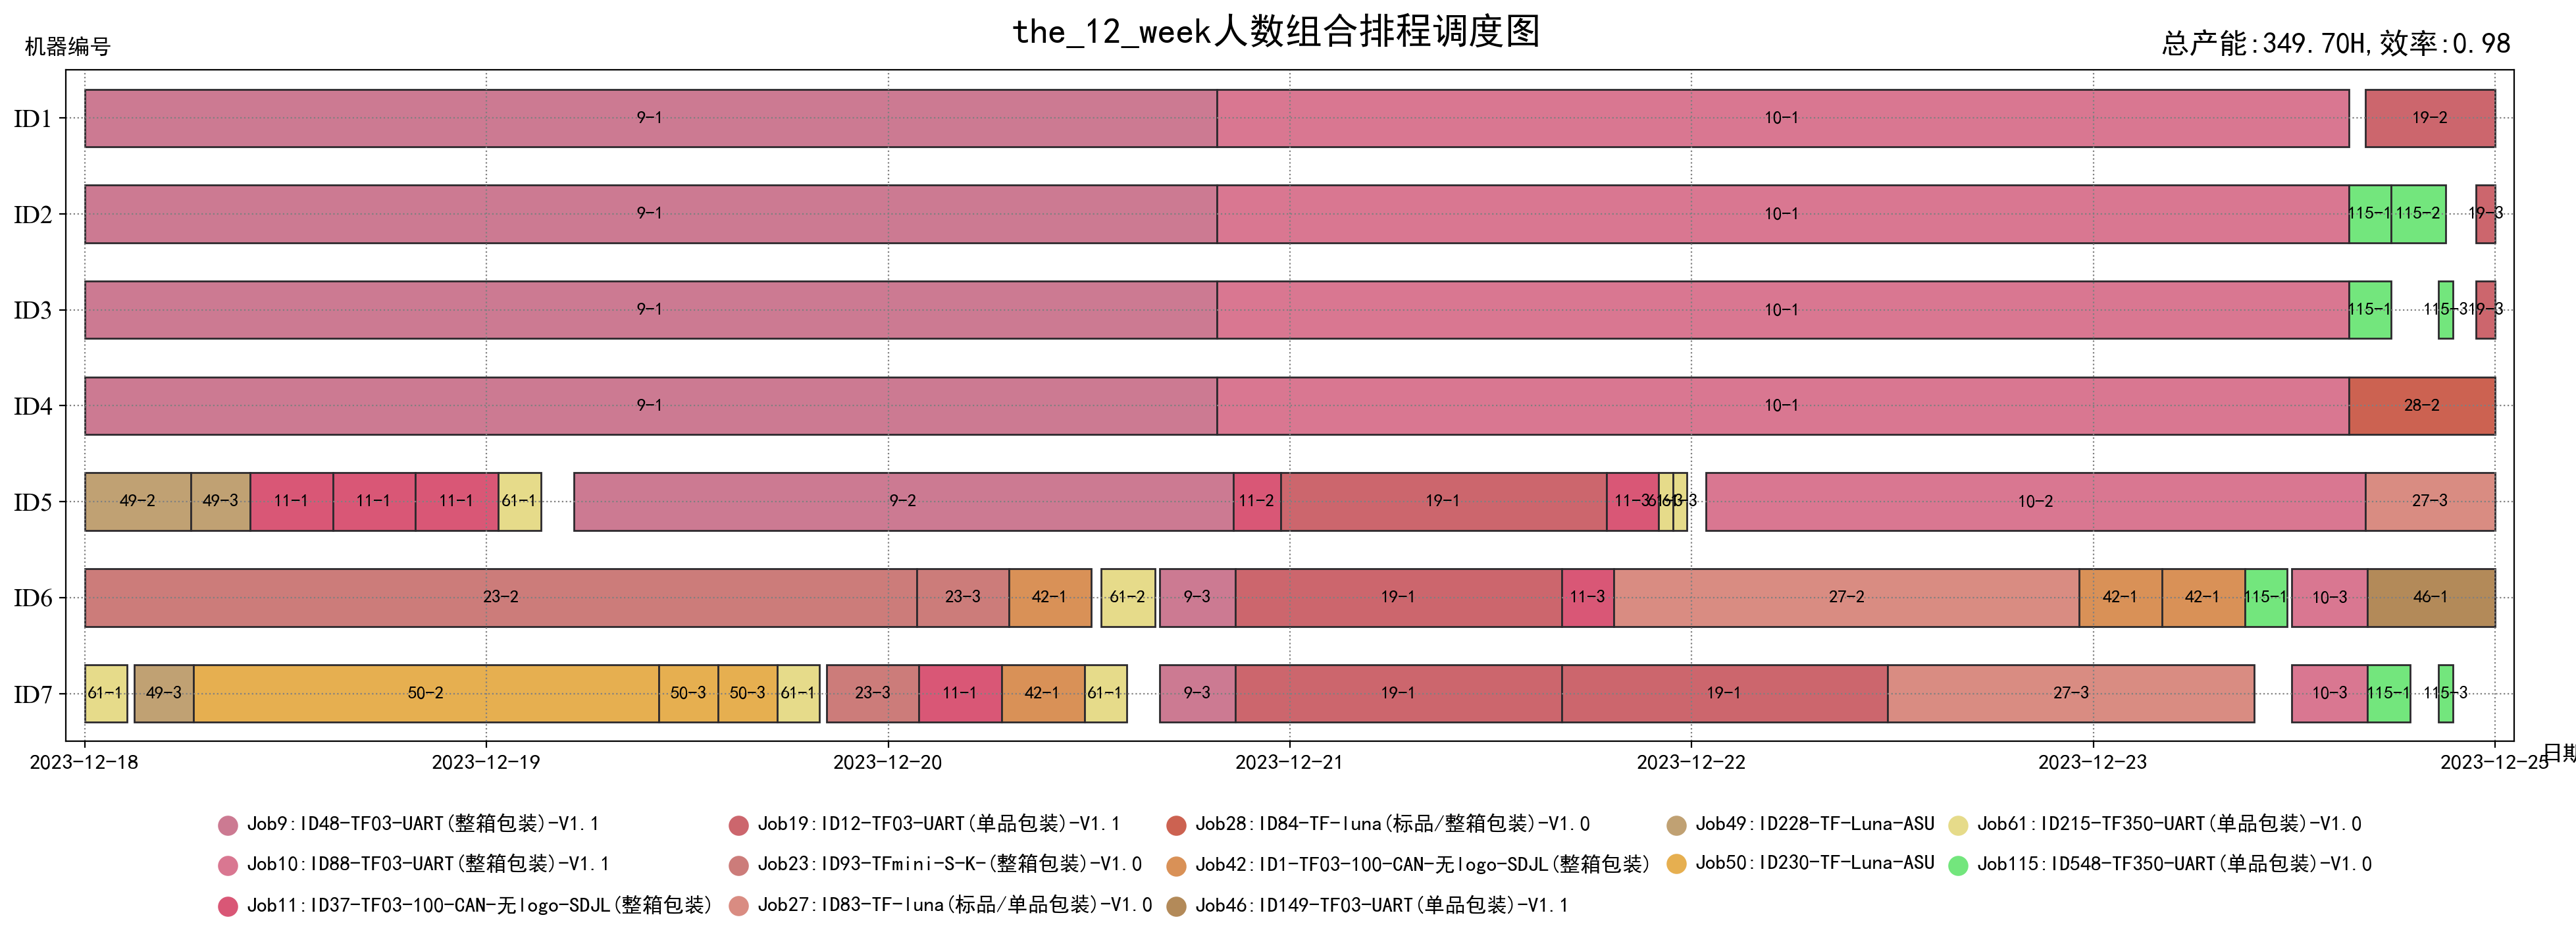 the_12_week人数组合排程调度图
机器编号
总产能:349.70H,效率:0.98
ID1 9-1 10-1 19-2
ID2 9-1 10-1 115-1 115-2 19-3
ID3 9-1 10-1 115-1 115-3 19-3
ID4 9-1 10-1 28-2
ID5 49-2 49-3 11-1 11-1 11-1 61-1 9-2 11-2 19-1 11-3 10-2 27-3
ID6 23-2 23-3 42-1 61-2 9-3 19-1 11-3 27-2 42-1 42-1 115-1 10-3 46-1
ID7 61-1 49-3 50-2 50-3 50-3 61-1 23-3 11-1 42-1 61-1 9-3 19-1 19-1 27-3 10-3 115-1 115-3
2023-12-18 2023-12-19 2023-12-20 2023-12-21 2023-12-22 2023-12-23 2023-12-25
Job9:ID48-TF03-UART(整箱包装)-V1.1 Job19:ID12-TF03-UART(单品包装)-V1.1 Job28:ID84-TF-luna(标品/整箱包装)-V1.0 Job49:ID228-TF-Luna-ASU Job61:ID215-TF350-UART(单品包装)-V1.0
Job10:ID88-TF03-UART(整箱包装)-V1.1 Job23:ID93-TFmini-S-K-(整箱包装)-V1.0 Job42:ID1-TF03-100-CAN-无logo-SDJL(整箱包装) Job50:ID230-TF-Luna-ASU Job115:ID548-TF350-UART(单品包装)-V1.0
Job11:ID37-TF03-100-CAN-无logo-SDJL(整箱包装) Job27:ID83-TF-luna(标品/单品包装)-V1.0 Job46:ID149-TF03-UART(单品包装)-V1.1